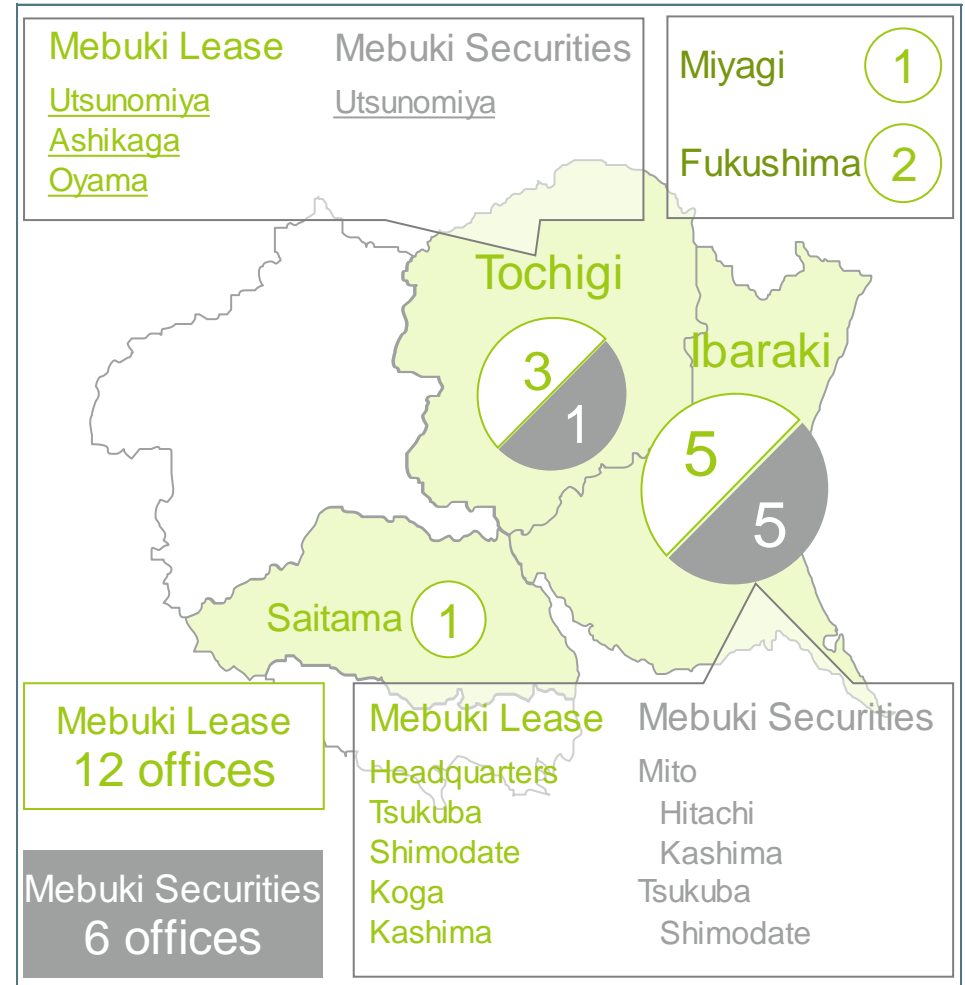 Mebuki Lease
Utsunomiya
Ashikaga
Oyama
Mebuki Securities
Utsunomiya
Miyagi 1
Fukushima 2
Tochigi
3
1
Ibaraki
5
5
Saitama 1
Mebuki Lease
12 offices
Mebuki Securities
6 offices
Mebuki Lease
Headquarters
Tsukuba
Shimodate
Koga
Kashima
Mebuki Securities
Mito
Hitachi
Kashima
Tsukuba
Shimodate